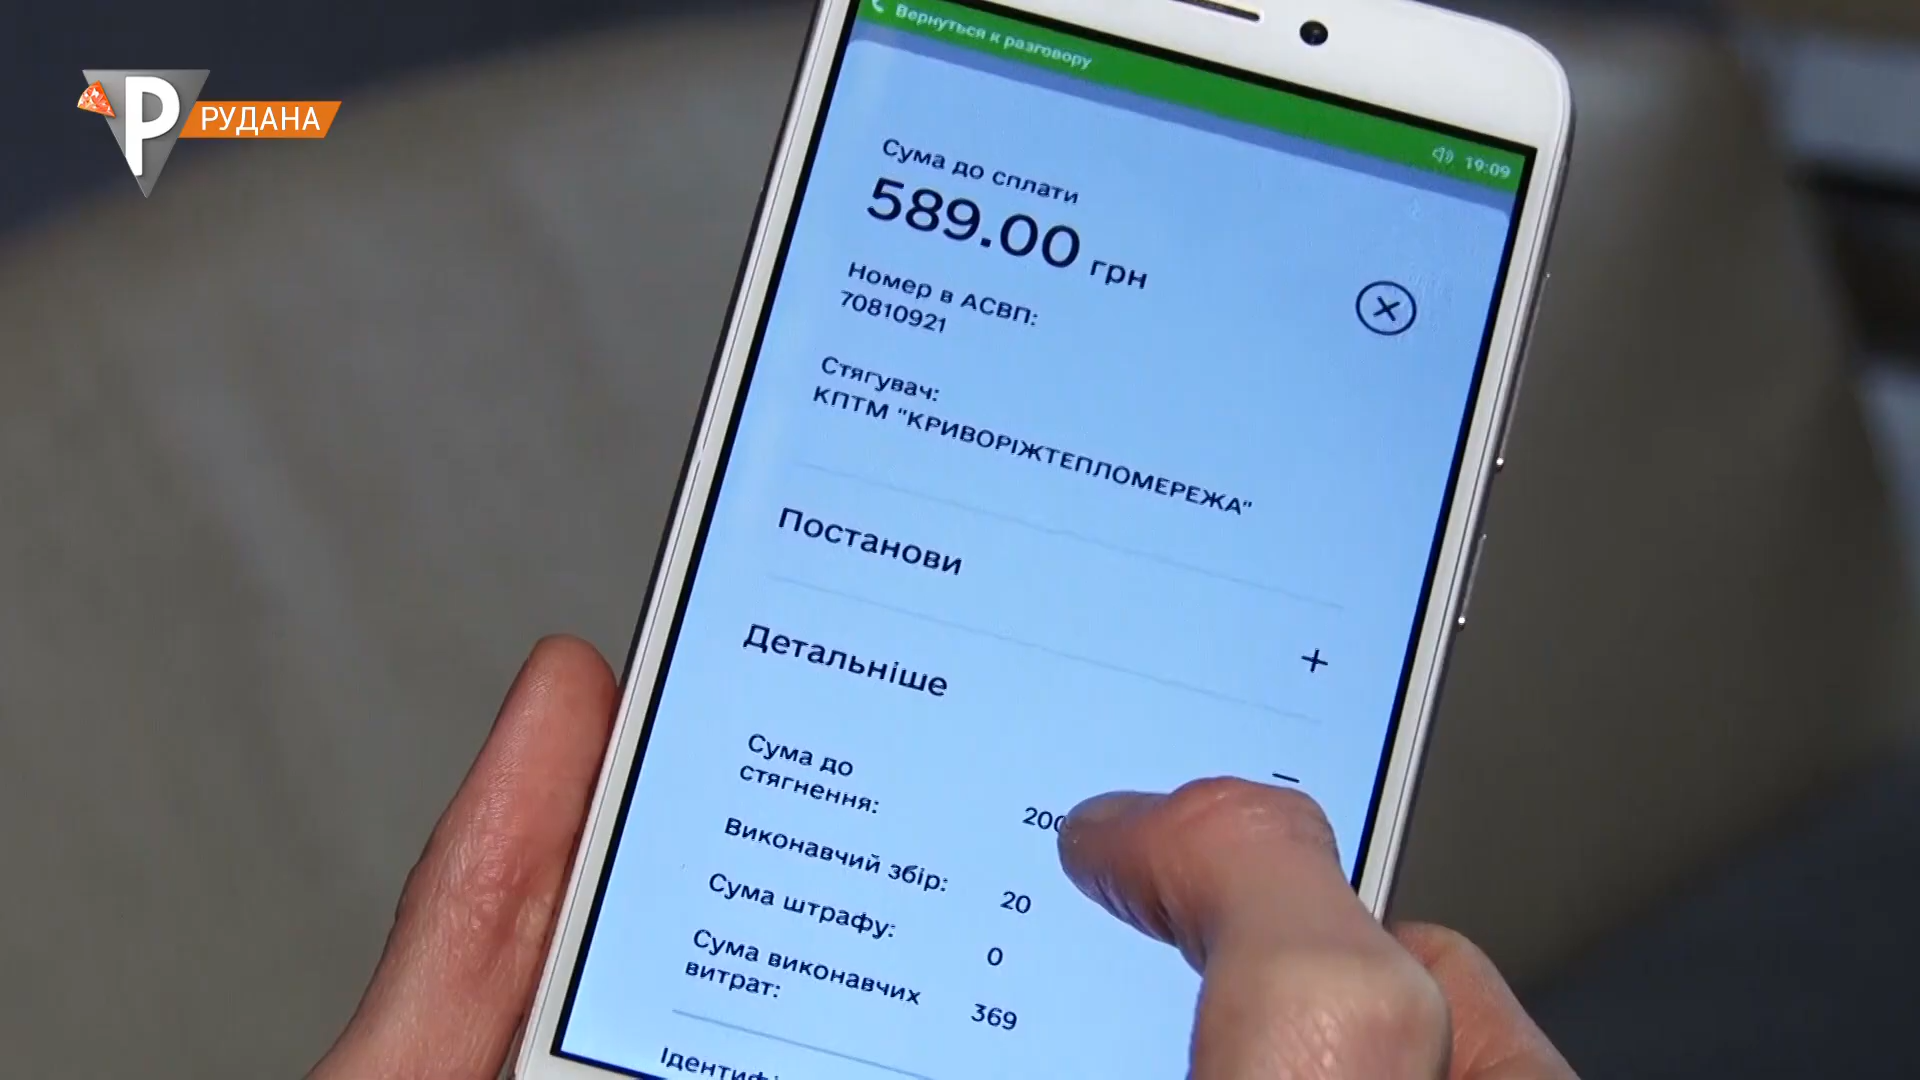 Р РУДАНА
Вернуться к разговору
19:09
Сума до сплати
589.00 грн
Номер в АСВП:
70810921
Стягувач:
КПТМ "КРИВОРІЖТЕПЛОМЕРЕЖА"
Постанови
+
Детальніше
−
Сума до
стягнення:
200
Виконавчий збір:
20
Сума штрафу:
0
Сума виконавчих
витрат:
369